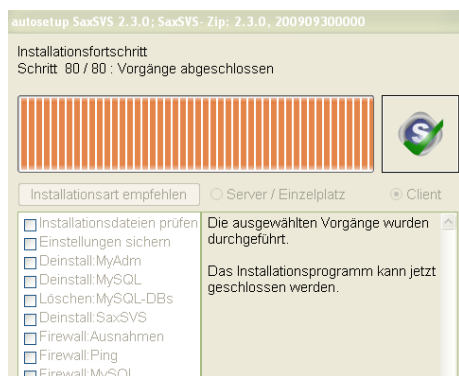 autosetup SaxSVS 2.3.0; SaxSVS- Zip: 2.3.0, 200909300000
Installationsfortschritt
Schritt 80 / 80 : Vorgänge abgeschlossen
S
Installationsart empfehlen
Server / Einzelplatz
Client
Installationsdateien prüfen
Einstellungen sichern
Deinstall:MyAdm
Deinstall:MySQL
Löschen:MySQL-DBs
Deinstall:SaxSVS
Firewall:Ausnahmen
Firewall:Ping
Firewall:MySQL
Die ausgewählten Vorgänge wurden
durchgeführt.
Das Installationsprogramm kann jetzt
geschlossen werden.